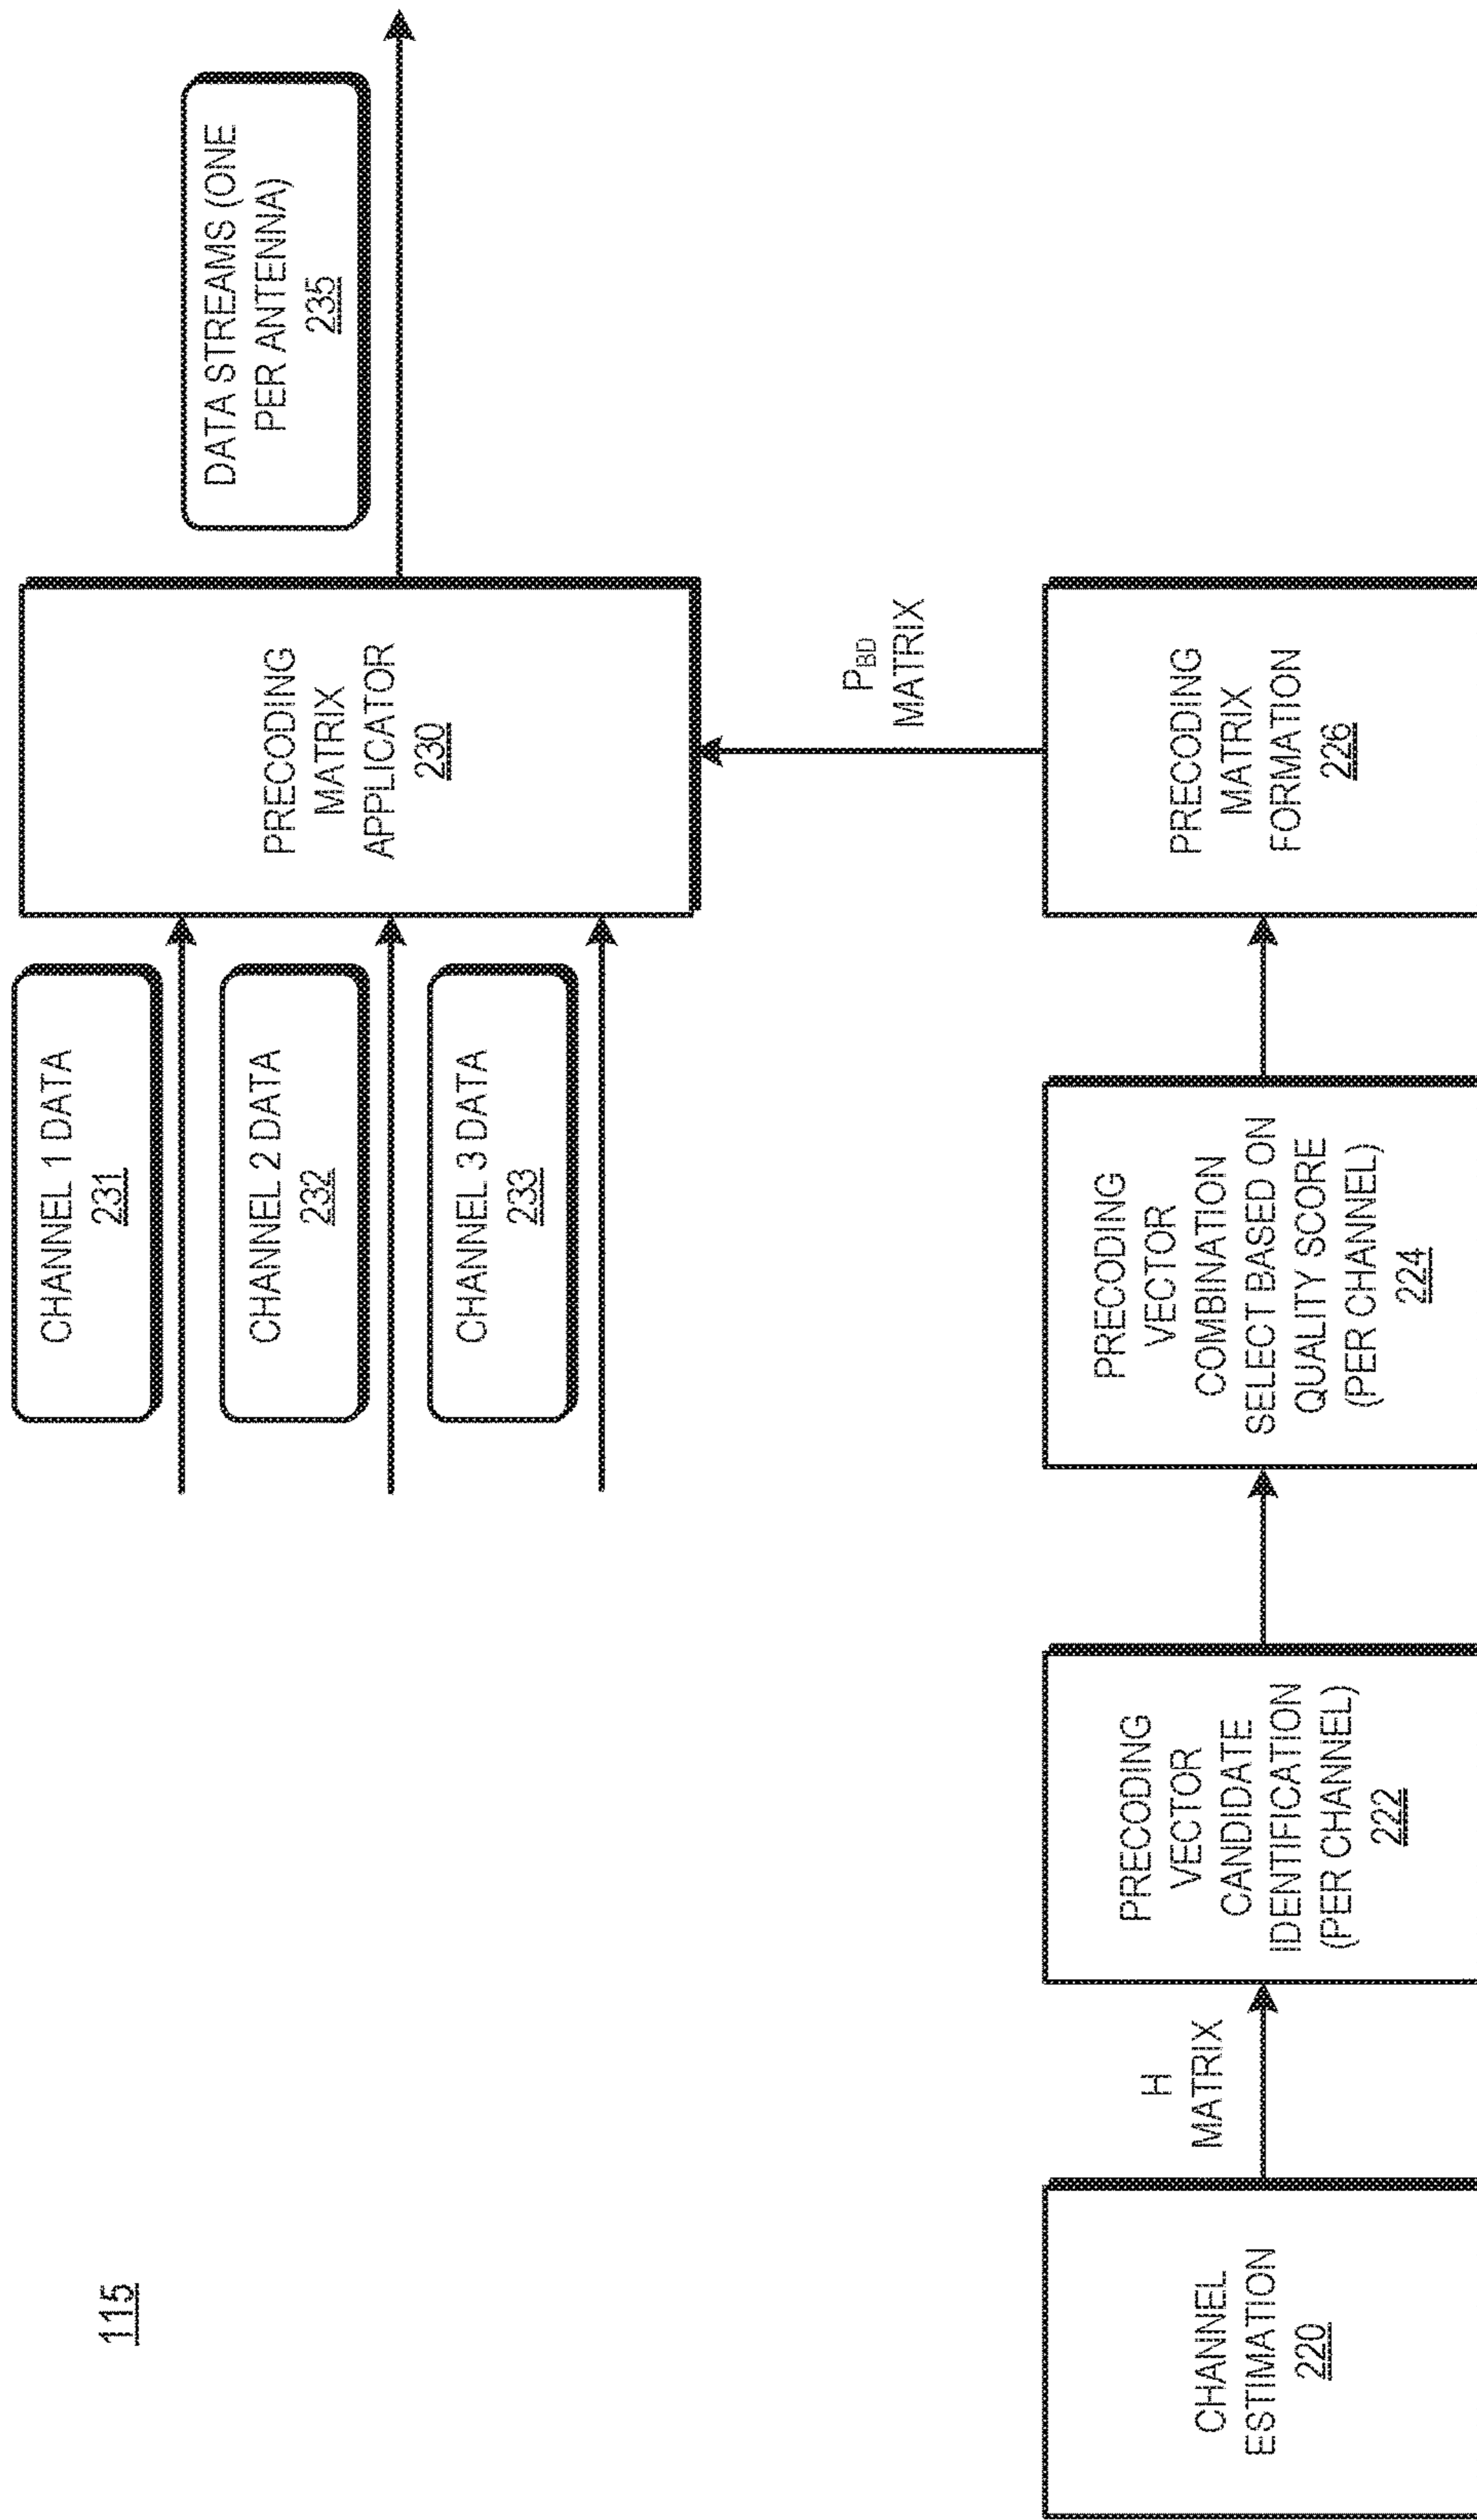 115
CHANNEL 1 DATA
231
CHANNEL 2 DATA
232
CHANNEL 3 DATA
233
PRECODING
MATRIX
APPLICATOR
230
DATA STREAMS (ONE
PER ANTENNA)
235
P_BD
MATRIX
CHANNEL
ESTIMATION
220
H
MATRIX
PRECODING
VECTOR
CANDIDATE
IDENTIFICATION
(PER CHANNEL)
222
PRECODING
VECTOR
COMBINATION
SELECT BASED ON
QUALITY SCORE
(PER CHANNEL)
224
PRECODING
MATRIX
FORMATION
226